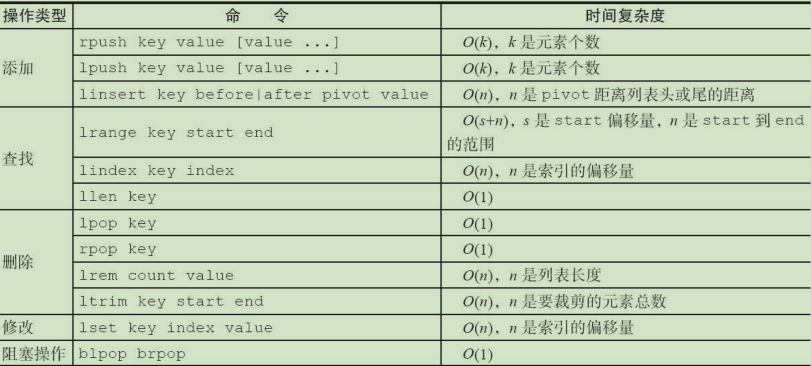 操作类型 命 令 时间复杂度
添加 rpush key value [value ...] O(k)，k 是元素个数
lpush key value [value ...] O(k)，k 是元素个数
linsert key before|after pivot value O(n)，n 是 pivot 距离列表头或尾的距离
查找 lrange key start end O(s+n)，s 是 start 偏移量，n 是 start 到 end
的范围
lindex key index O(n)，n 是索引的偏移量
llen key O(1)
删除 lpop key O(1)
rpop key O(1)
lrem count value O(n)，n 是列表长度
ltrim key start end O(n)，n 是要裁剪的元素总数
修改 lset key index value O(n)，n 是索引的偏移量
阻塞操作 blpop brpop O(1)